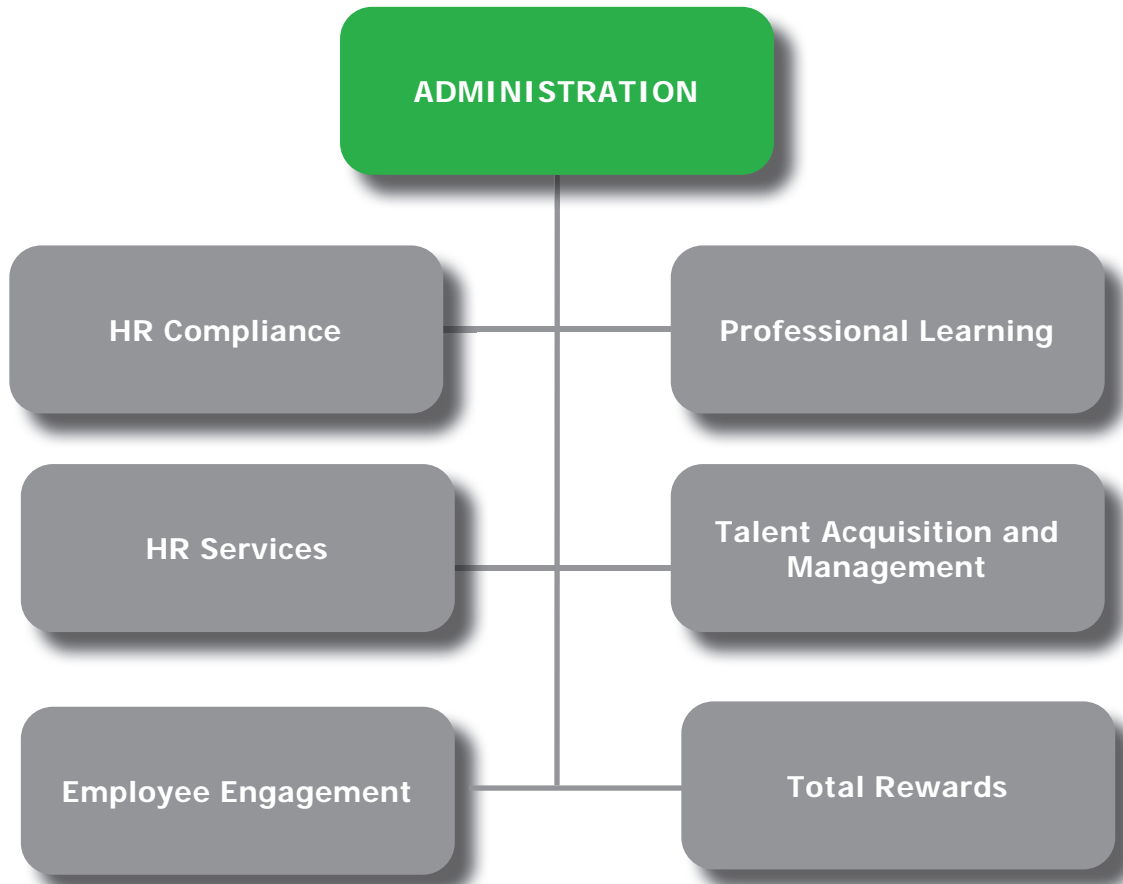 ADMINISTRATION
HR Compliance
Professional Learning
HR Services
Talent Acquisition and
Management
Employee Engagement
Total Rewards